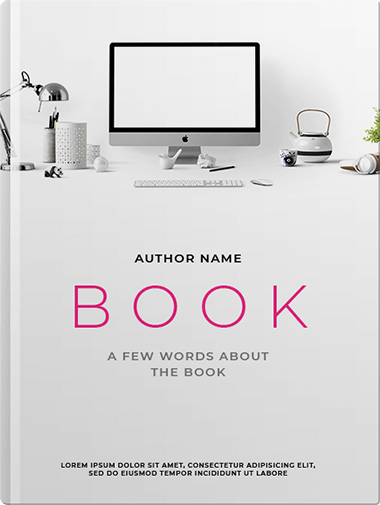 AUTHOR NAME
BOOK
A FEW WORDS ABOUT
THE BOOK
LOREM IPSUM DOLOR SIT AMET, CONSECTETUR ADIPISICING ELIT,
SED DO EIUSMOD TEMPOR INCIDIDUNT UT LABORE